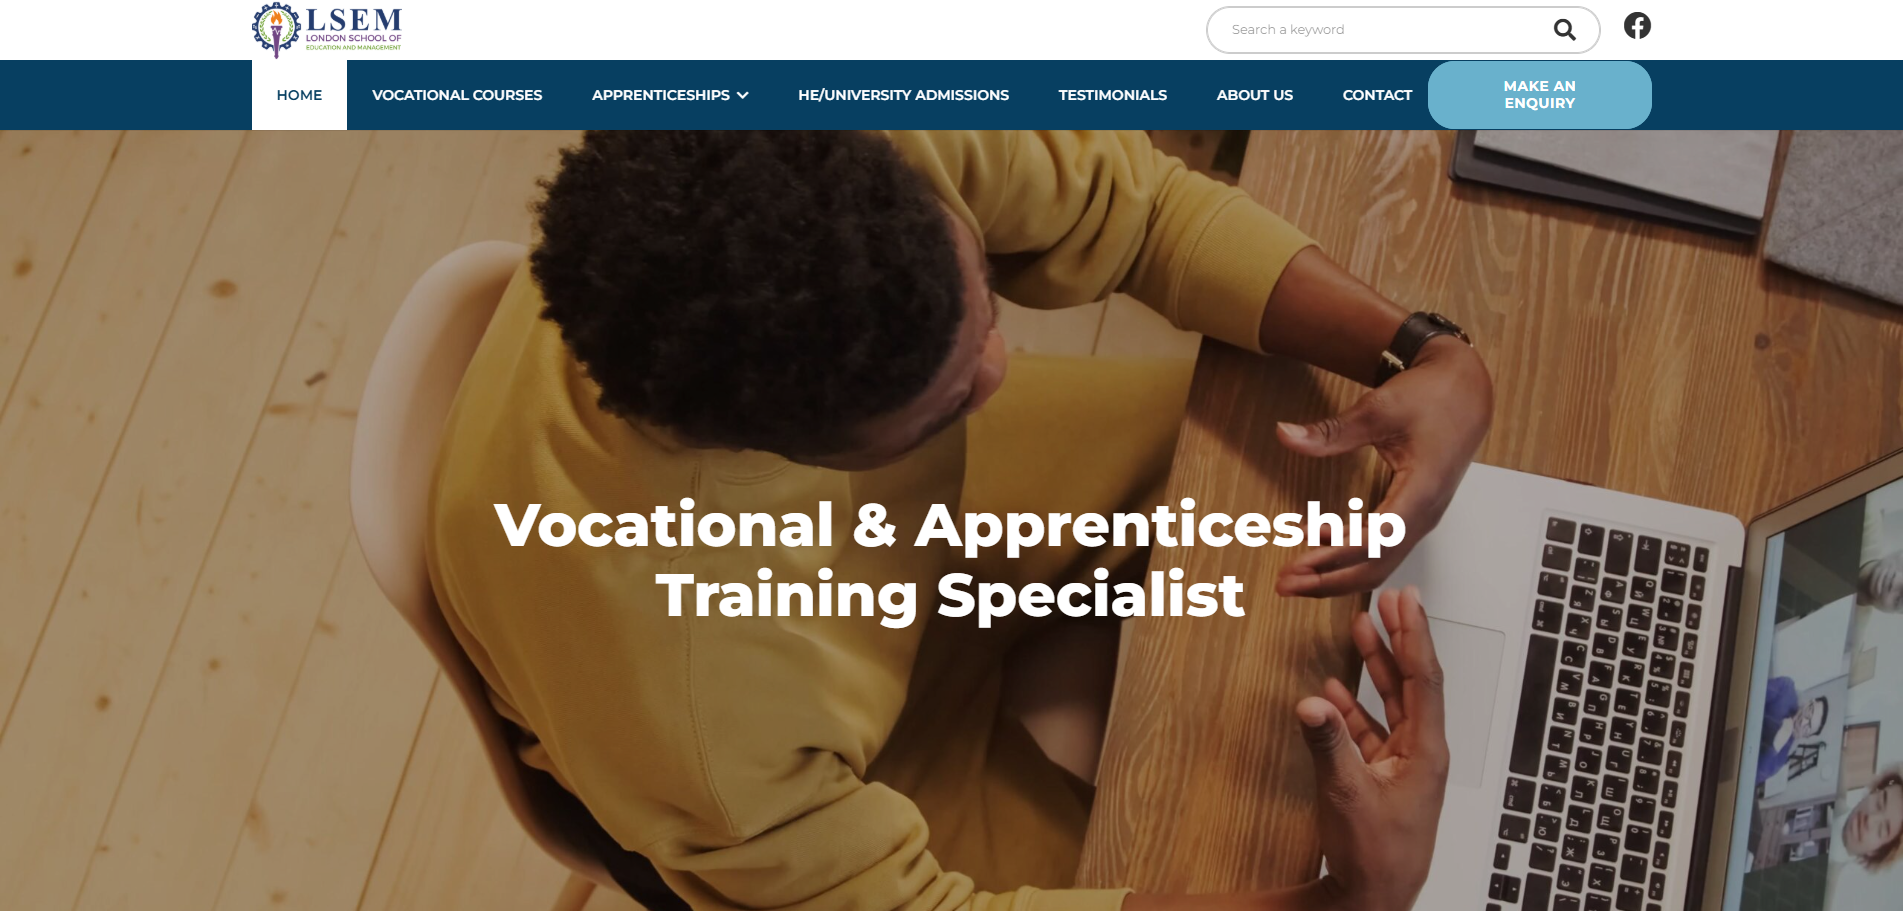 LSEM
LONDON SCHOOL OF
EDUCATION AND MANAGEMENT
Search a keyword
HOME
VOCATIONAL COURSES
APPRENTICESHIPS
HE/UNIVERSITY ADMISSIONS
TESTIMONIALS
ABOUT US
CONTACT
MAKE AN
ENQUIRY
Vocational & Apprenticeship
Training Specialist